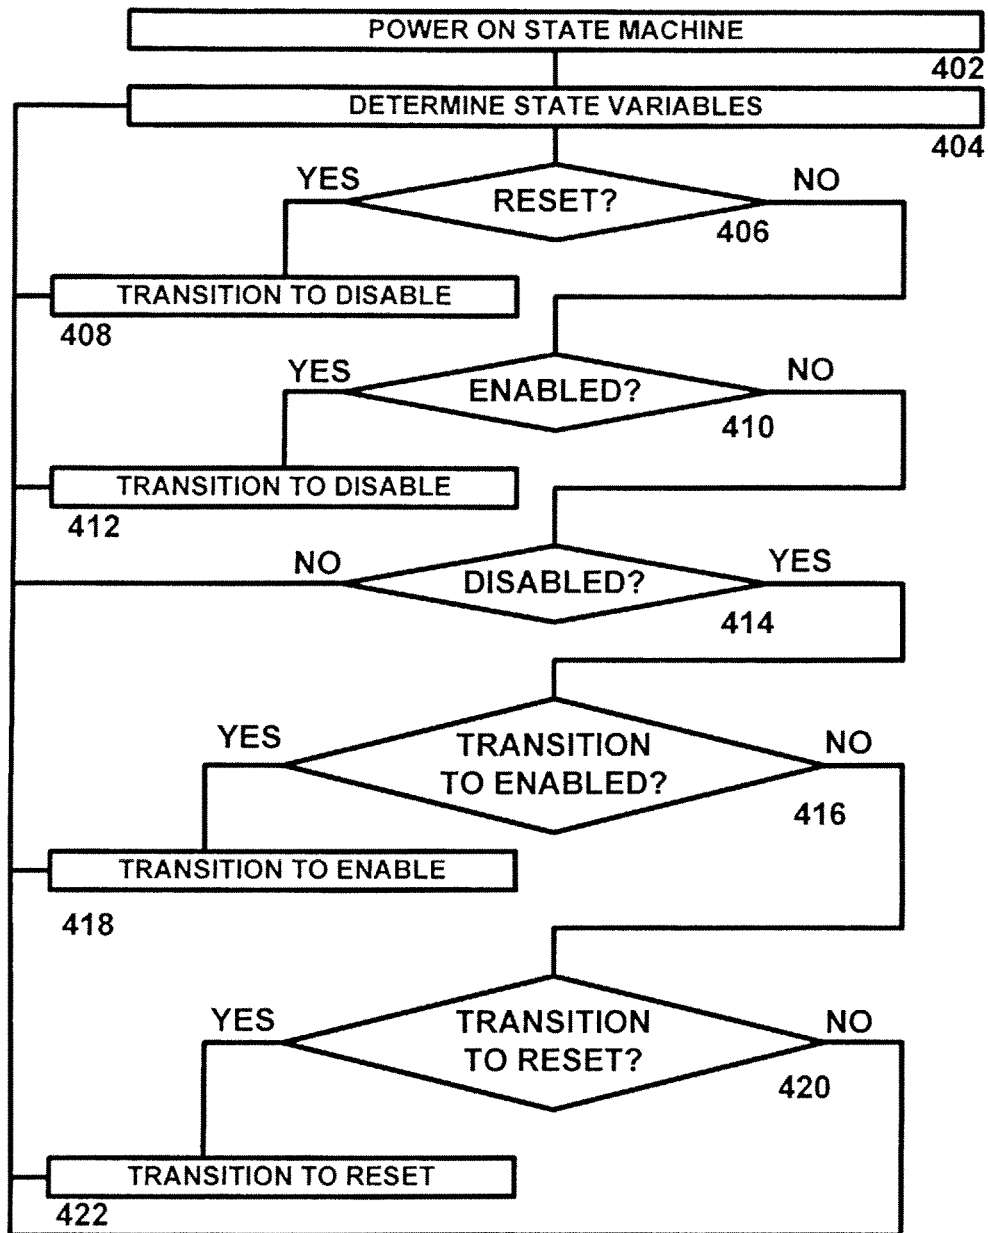 POWER ON STATE MACHINE
402
DETERMINE STATE VARIABLES
404
YES
NO
RESET?
406
TRANSITION TO DISABLE
408
YES
NO
ENABLED?
410
TRANSITION TO DISABLE
412
NO
YES
DISABLED?
414
YES
NO
TRANSITION
TO ENABLED?
416
TRANSITION TO ENABLE
418
YES
NO
TRANSITION
TO RESET?
420
TRANSITION TO RESET
422